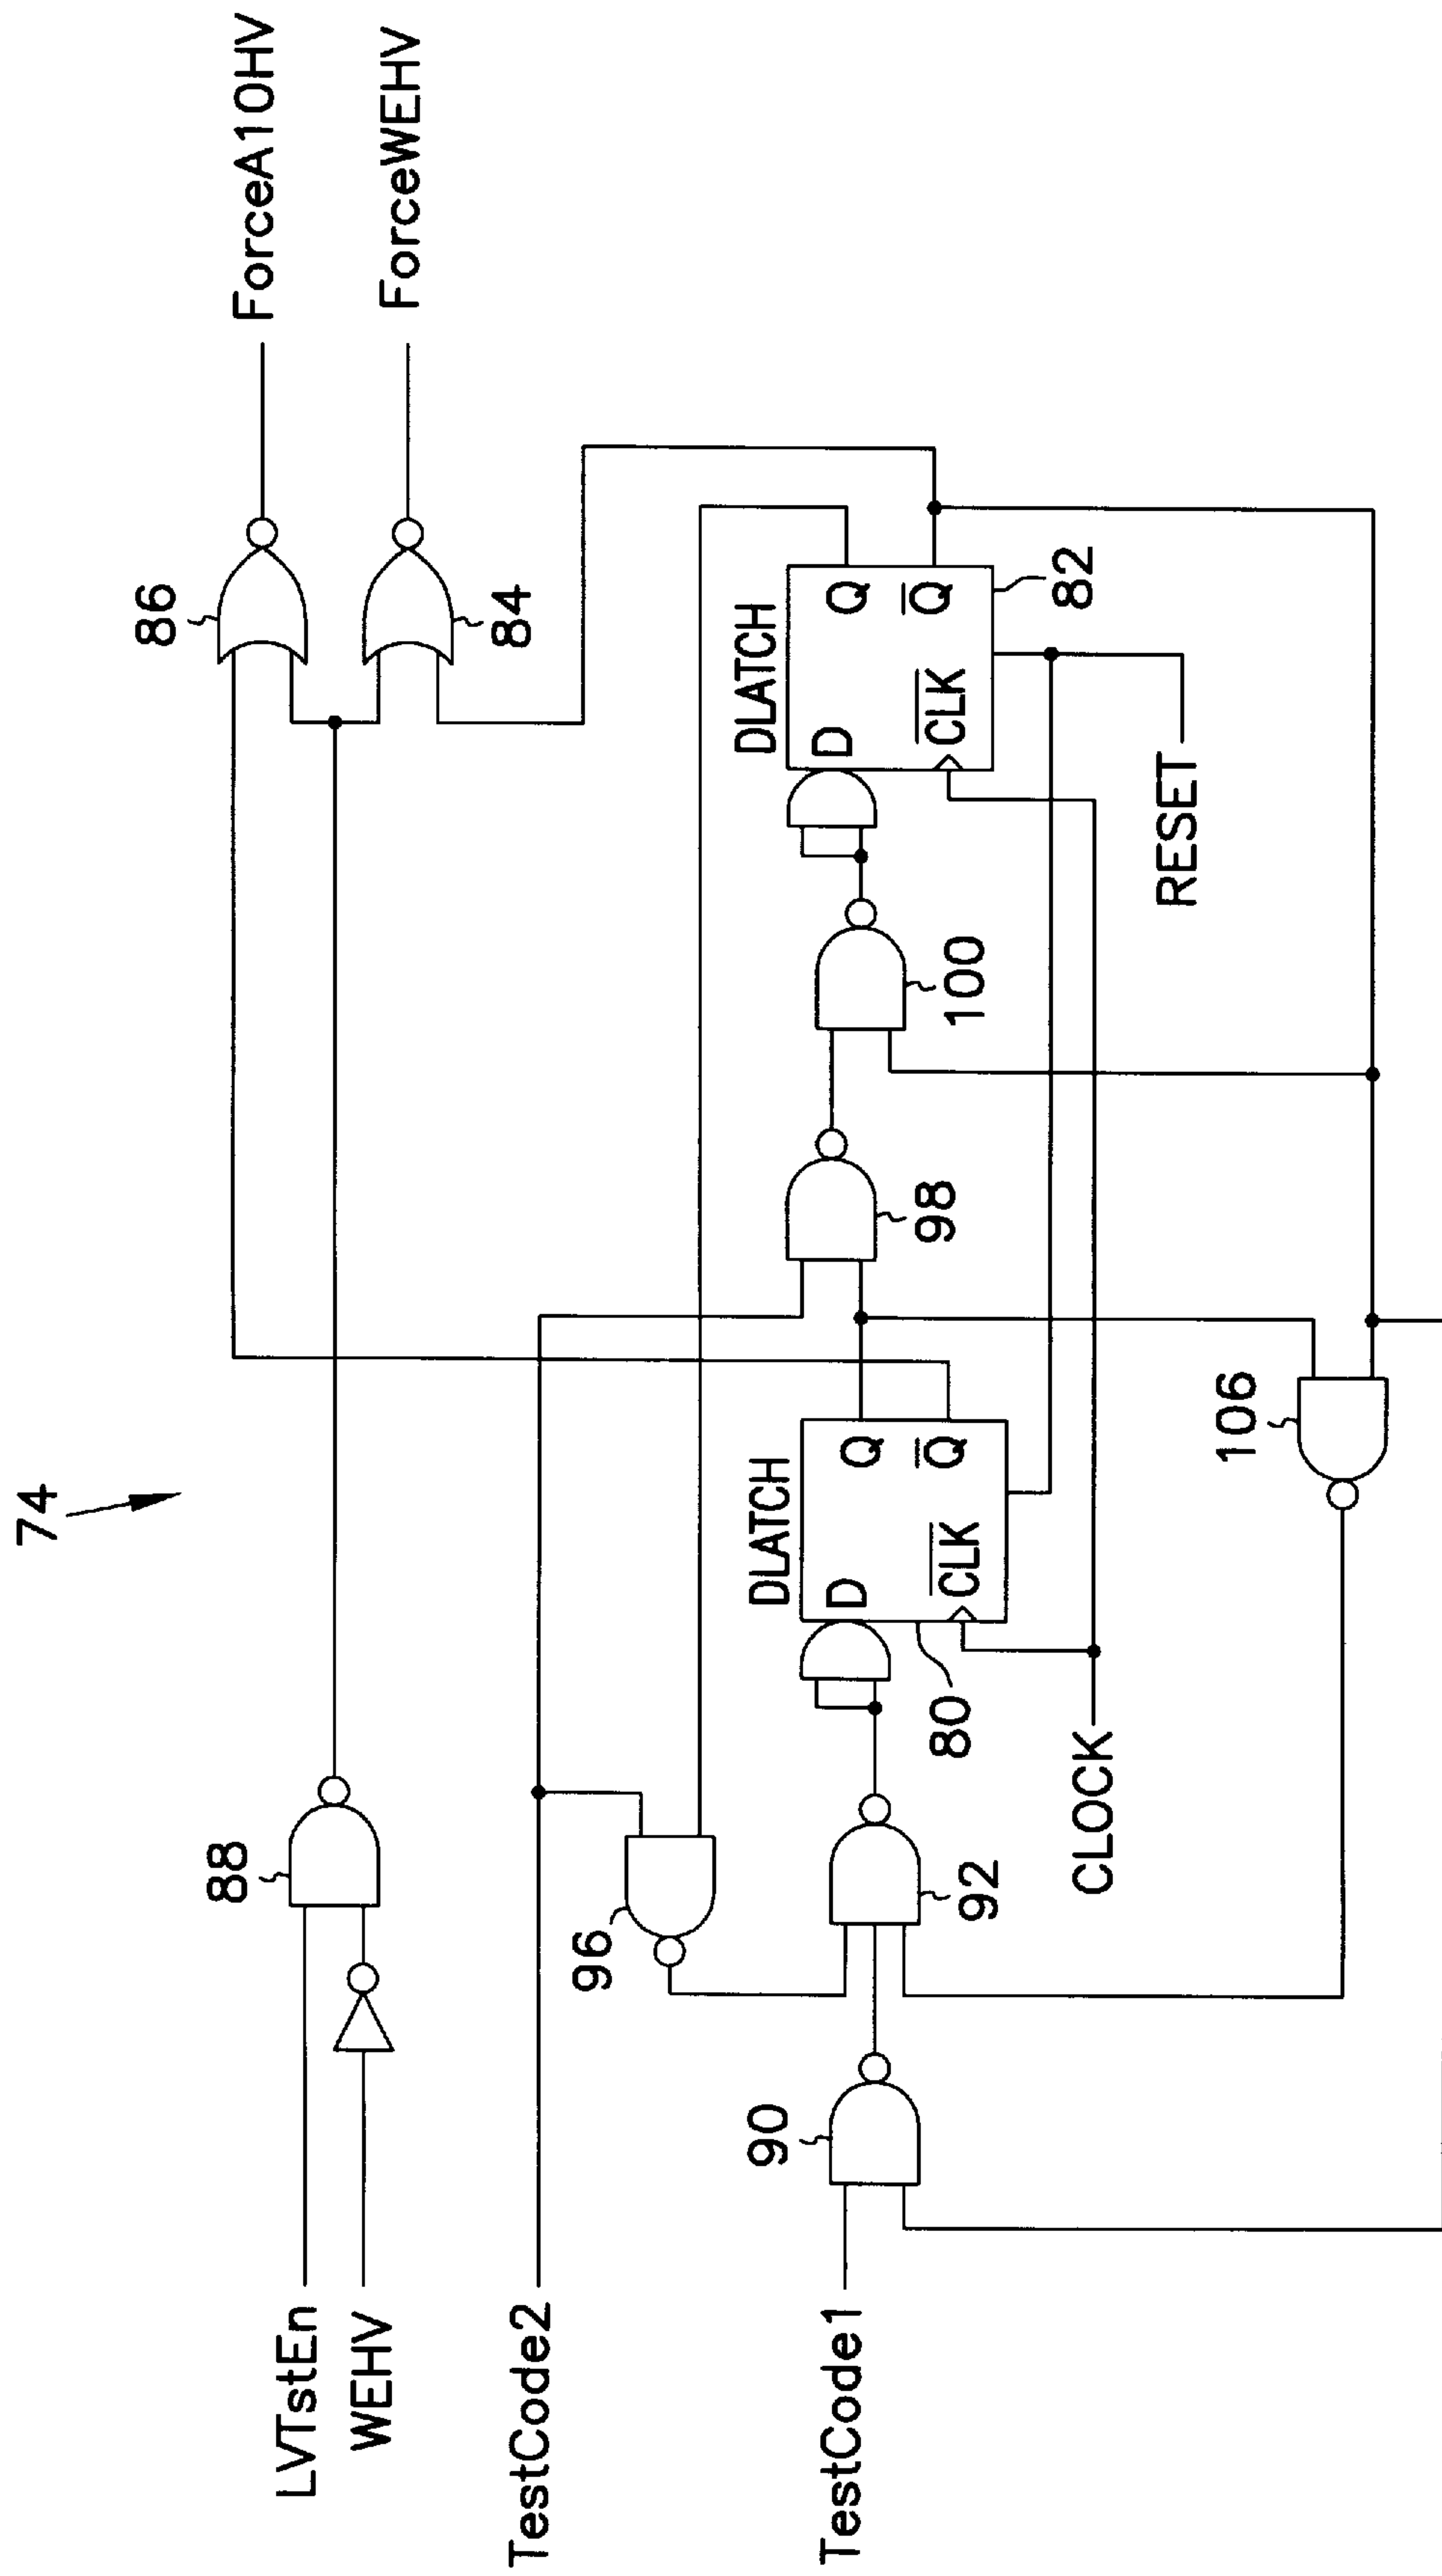 74
ForceA10HV
ForceWEHV
86
84
88
LVTstEn
WEHV
TestCode2
TestCode1
96
90
92
DLATCH
D
Q
Q
CLK
80
98
100
DLATCH
D
Q
Q
CLK
82
106
CLOCK
RESET